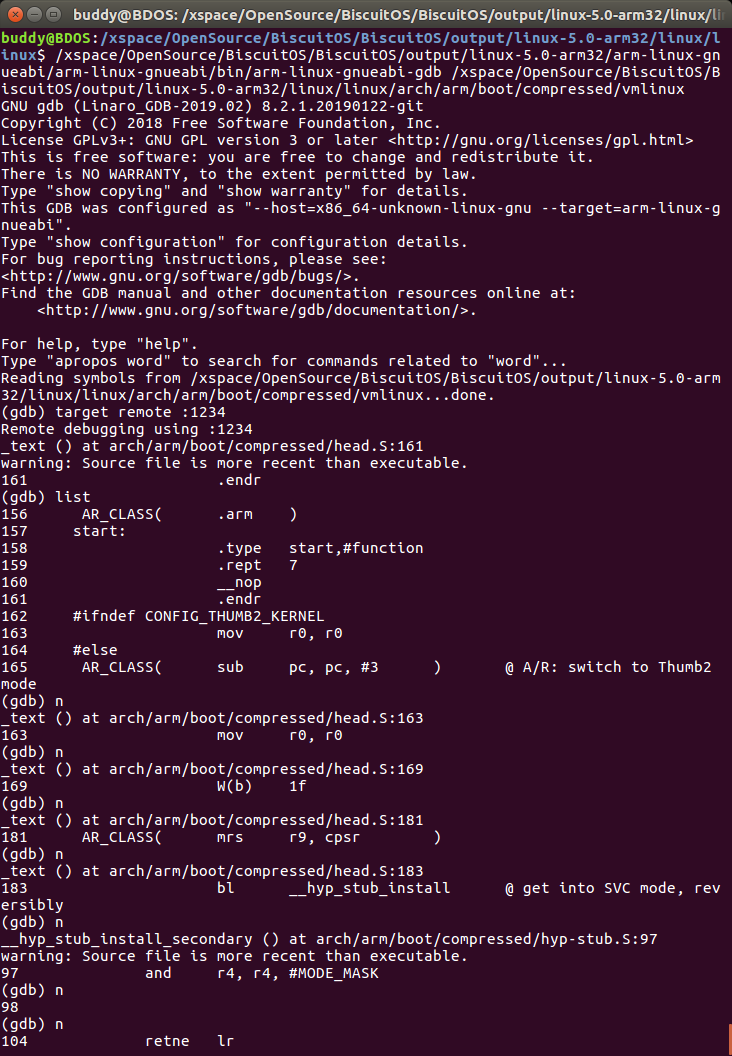 buddy@BDOS: /xspace/OpenSource/BiscuitOS/BiscuitOS/output/linux-5.0-arm32/linux/li
buddy@BDOS:/xspace/OpenSource/BiscuitOS/BiscuitOS/output/linux-5.0-arm32/linux/l
inux$ /xspace/OpenSource/BiscuitOS/BiscuitOS/output/linux-5.0-arm32/arm-linux-gn
ueabi/arm-linux-gnueabi/bin/arm-linux-gnueabi-gdb /xspace/OpenSource/BiscuitOS/B
iscuitOS/output/linux-5.0-arm32/linux/linux/arch/arm/boot/compressed/vmlinux
GNU gdb (Linaro_GDB-2019.02) 8.2.1.20190122-git
Copyright (C) 2018 Free Software Foundation, Inc.
License GPLv3+: GNU GPL version 3 or later <http://gnu.org/licenses/gpl.html>
This is free software: you are free to change and redistribute it.
There is NO WARRANTY, to the extent permitted by law.
Type "show copying" and "show warranty" for details.
This GDB was configured as "--host=x86_64-unknown-linux-gnu --target=arm-linux-g
nueabi".
Type "show configuration" for configuration details.
For bug reporting instructions, please see:
<http://www.gnu.org/software/gdb/bugs/>.
Find the GDB manual and other documentation resources online at:
    <http://www.gnu.org/software/gdb/documentation/>.

For help, type "help".
Type "apropos word" to search for commands related to "word"...
Reading symbols from /xspace/OpenSource/BiscuitOS/BiscuitOS/output/linux-5.0-arm
32/linux/linux/arch/arm/boot/compressed/vmlinux...done.
(gdb) target remote :1234
Remote debugging using :1234
_text () at arch/arm/boot/compressed/head.S:161
warning: Source file is more recent than executable.
161                     .endr
(gdb) list
156      AR_CLASS(      .arm    )
157     start:
158                     .type   start,#function
159                     .rept   7
160                     __nop
161                     .endr
162     #ifndef CONFIG_THUMB2_KERNEL
163                     mov     r0, r0
164     #else
165      AR_CLASS(      sub     pc, pc, #3      )       @ A/R: switch to Thumb2
mode
(gdb) n
_text () at arch/arm/boot/compressed/head.S:163
163                     mov     r0, r0
(gdb) n
_text () at arch/arm/boot/compressed/head.S:169
169                     W(b)    1f
(gdb) n
_text () at arch/arm/boot/compressed/head.S:181
181      AR_CLASS(      mrs     r9, cpsr        )
(gdb) n
_text () at arch/arm/boot/compressed/head.S:183
183                     bl      __hyp_stub_install      @ get into SVC mode, rev
ersibly
(gdb) n
__hyp_stub_install_secondary () at arch/arm/boot/compressed/hyp-stub.S:97
warning: Source file is more recent than executable.
97              and     r4, r4, #MODE_MASK
(gdb) n
98
(gdb) n
104             retne   lr